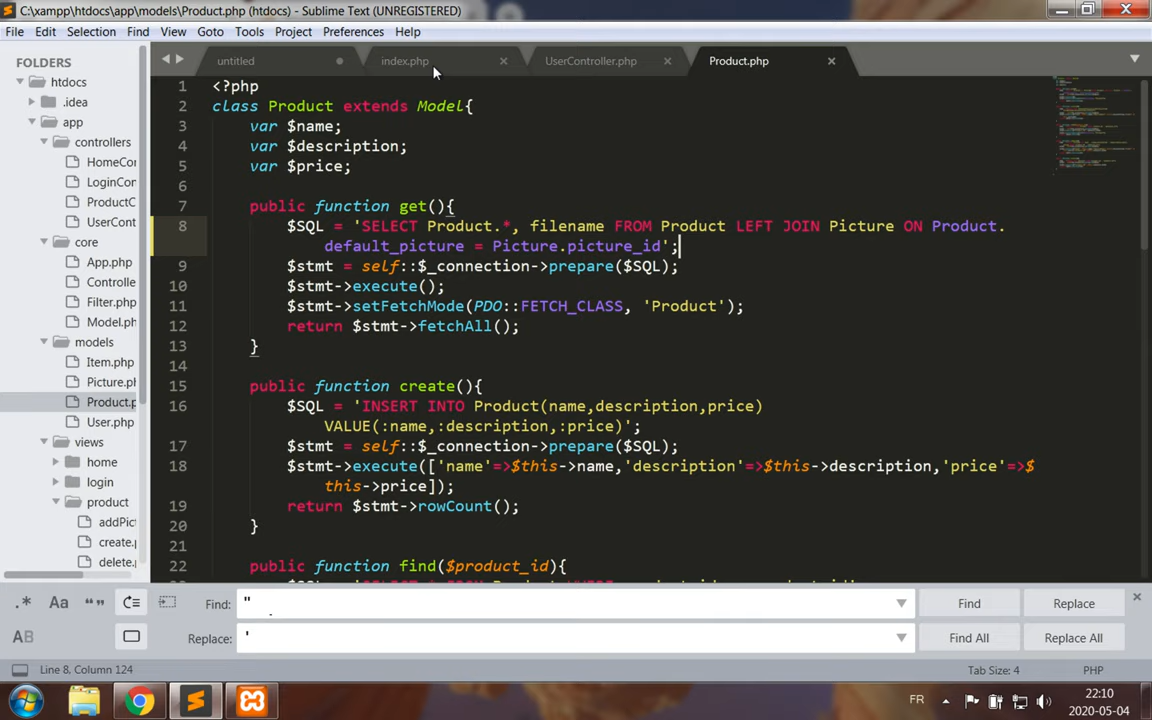 C:\xampp\htdocs\app\models\Product.php (htdocs) - Sublime Text (UNREGISTERED)
File Edit Selection Find View Goto Tools Project Preferences Help
FOLDERS
htdocs
.idea
app
controllers
HomeCon
LoginCor
ProductC
UserCont
core
App.php
Controlle
Filter.php
Model.ph
models
Item.php
Picture.ph
Product.p
User.php
views
home
login
product
addPict
create.p
delete.p
untitled index.php UserController.php Product.php
1 <?php
2 class Product extends Model{
3 var $name;
4 var $description;
5 var $price;
6
7 public function get(){
8 $SQL = 'SELECT Product.*, filename FROM Product LEFT JOIN Picture ON Product.
default_picture = Picture.picture_id';
9 $stmt = self::$_connection->prepare($SQL);
10 $stmt->execute();
11 $stmt->setFetchMode(PDO::FETCH_CLASS, 'Product');
12 return $stmt->fetchAll();
13 }
14
15 public function create(){
16 $SQL = 'INSERT INTO Product(name,description,price)
VALUE(:name,:description,:price)';
17 $stmt = self::$_connection->prepare($SQL);
18 $stmt->execute(['name'=>$this->name,'description'=>$this->description,'price'=>$
this->price]);
19 return $stmt->rowCount();
20 }
21
22 public function find($product_id){
.* Aa “” Find: " Find Replace
AB Replace: ' Find All Replace All
Line 8, Column 124 Tab Size: 4 PHP
FR 22:10
2020-05-04